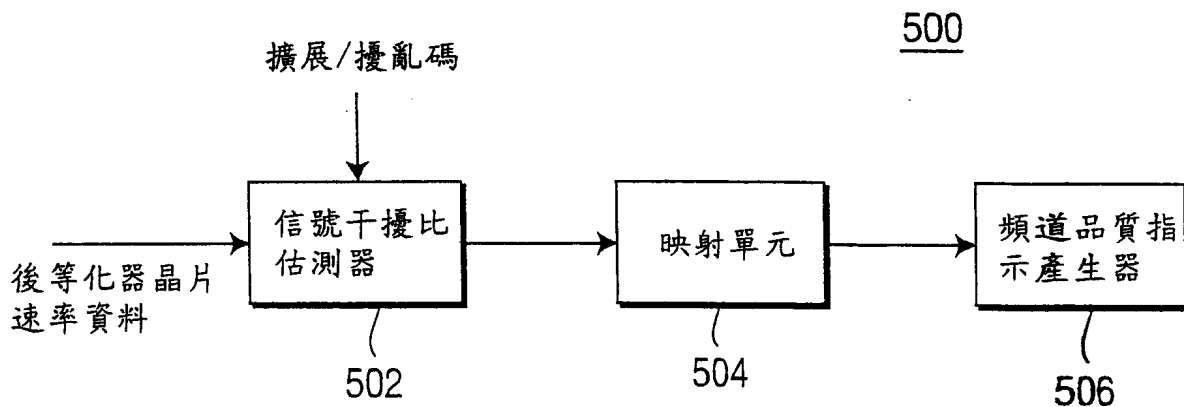 500
擴展/擾亂碼
信號干擾比
估測器
映射單元
頻道品質指
示產生器
後等化器晶片
速率資料
502
504
506